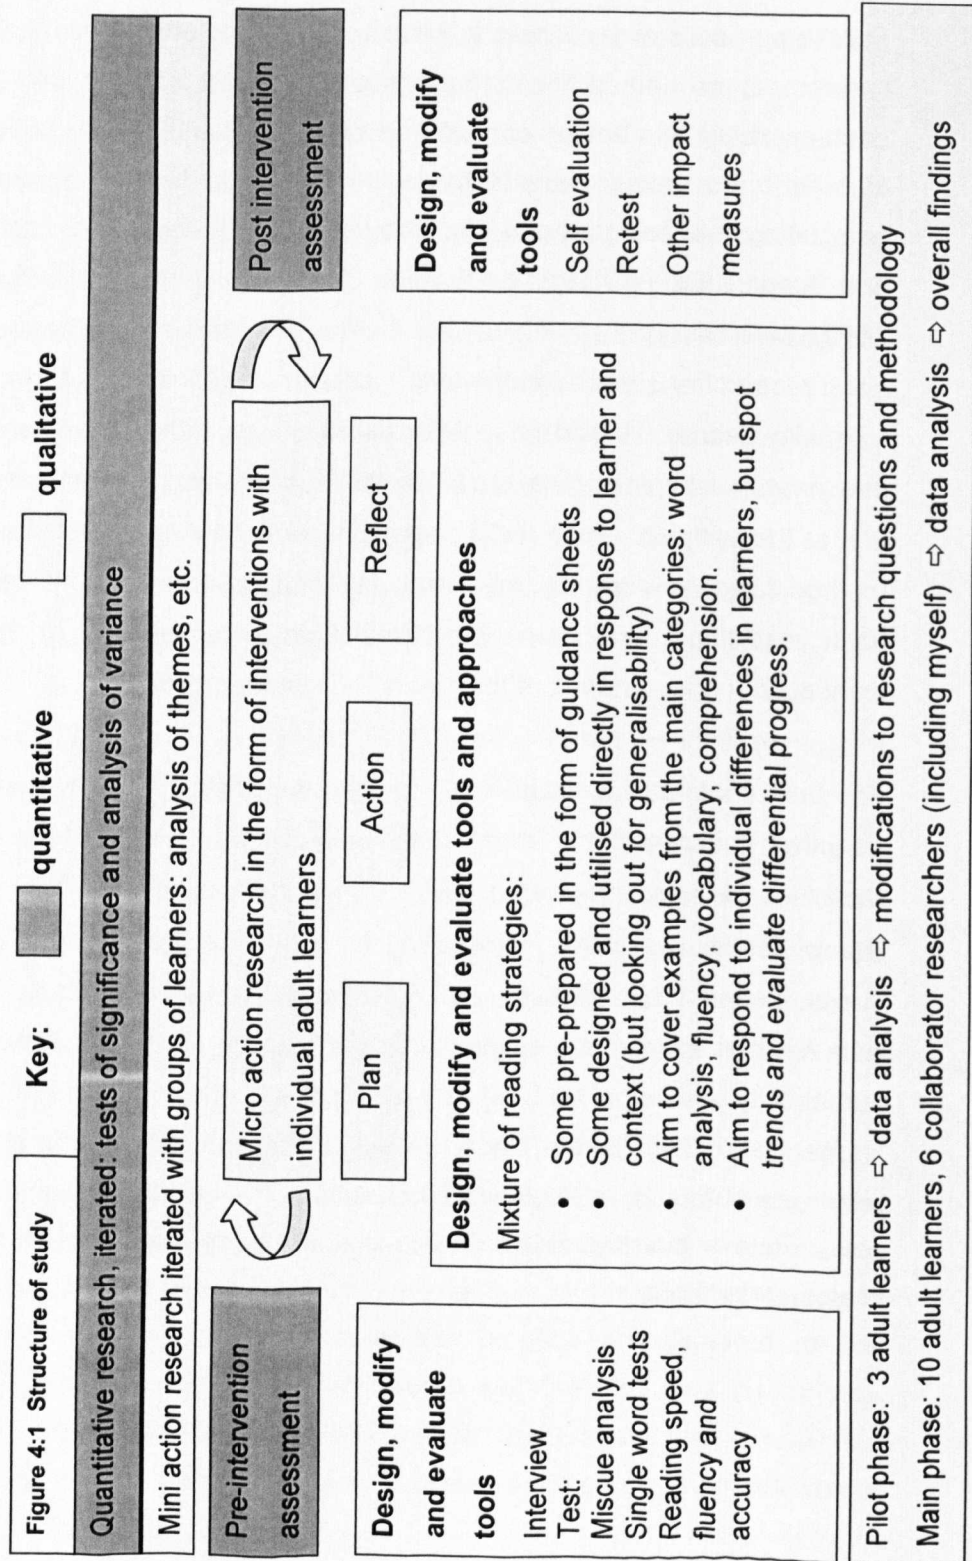 Figure 4:1 Structure of study
Key:
quantitative
qualitative
Quantitative research, iterated: tests of significance and analysis of variance
Mini action research iterated with groups of learners: analysis of themes, etc.
Pre-intervention
assessment
Micro action research in the form of interventions with
individual adult learners
Post intervention
assessment
Plan
Action
Reflect
Design, modify
and evaluate
tools
Interview
Test:
Miscue analysis
Single word tests
Reading speed,
fluency and
accuracy
Design, modify and evaluate tools and approaches
Mixture of reading strategies:
• Some pre-prepared in the form of guidance sheets
• Some designed and utilised directly in response to learner and
context (but looking out for generalisability)
• Aim to cover examples from the main categories: word
analysis, fluency, vocabulary, comprehension.
• Aim to respond to individual differences in learners, but spot
trends and evaluate differential progress.
Design, modify
and evaluate
tools
Self evaluation
Retest
Other impact
measures
Pilot phase: 3 adult learners ⇨ data analysis ⇨ modifications to research questions and methodology
Main phase: 10 adult learners, 6 collaborator researchers (including myself) ⇨ data analysis ⇨ overall findings